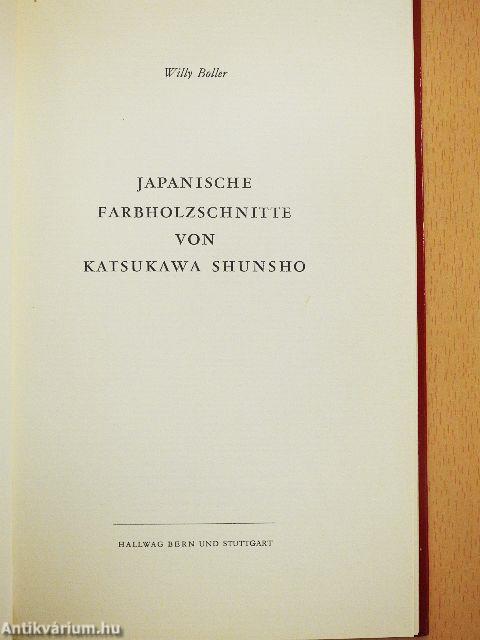 Willy Boller
JAPANISCHE
FARBHOLZSCHNITTE
VON
KATSUKAWA SHUNSHO
HALLWAG BERN UND STUTTGART
Antikvárium.hu